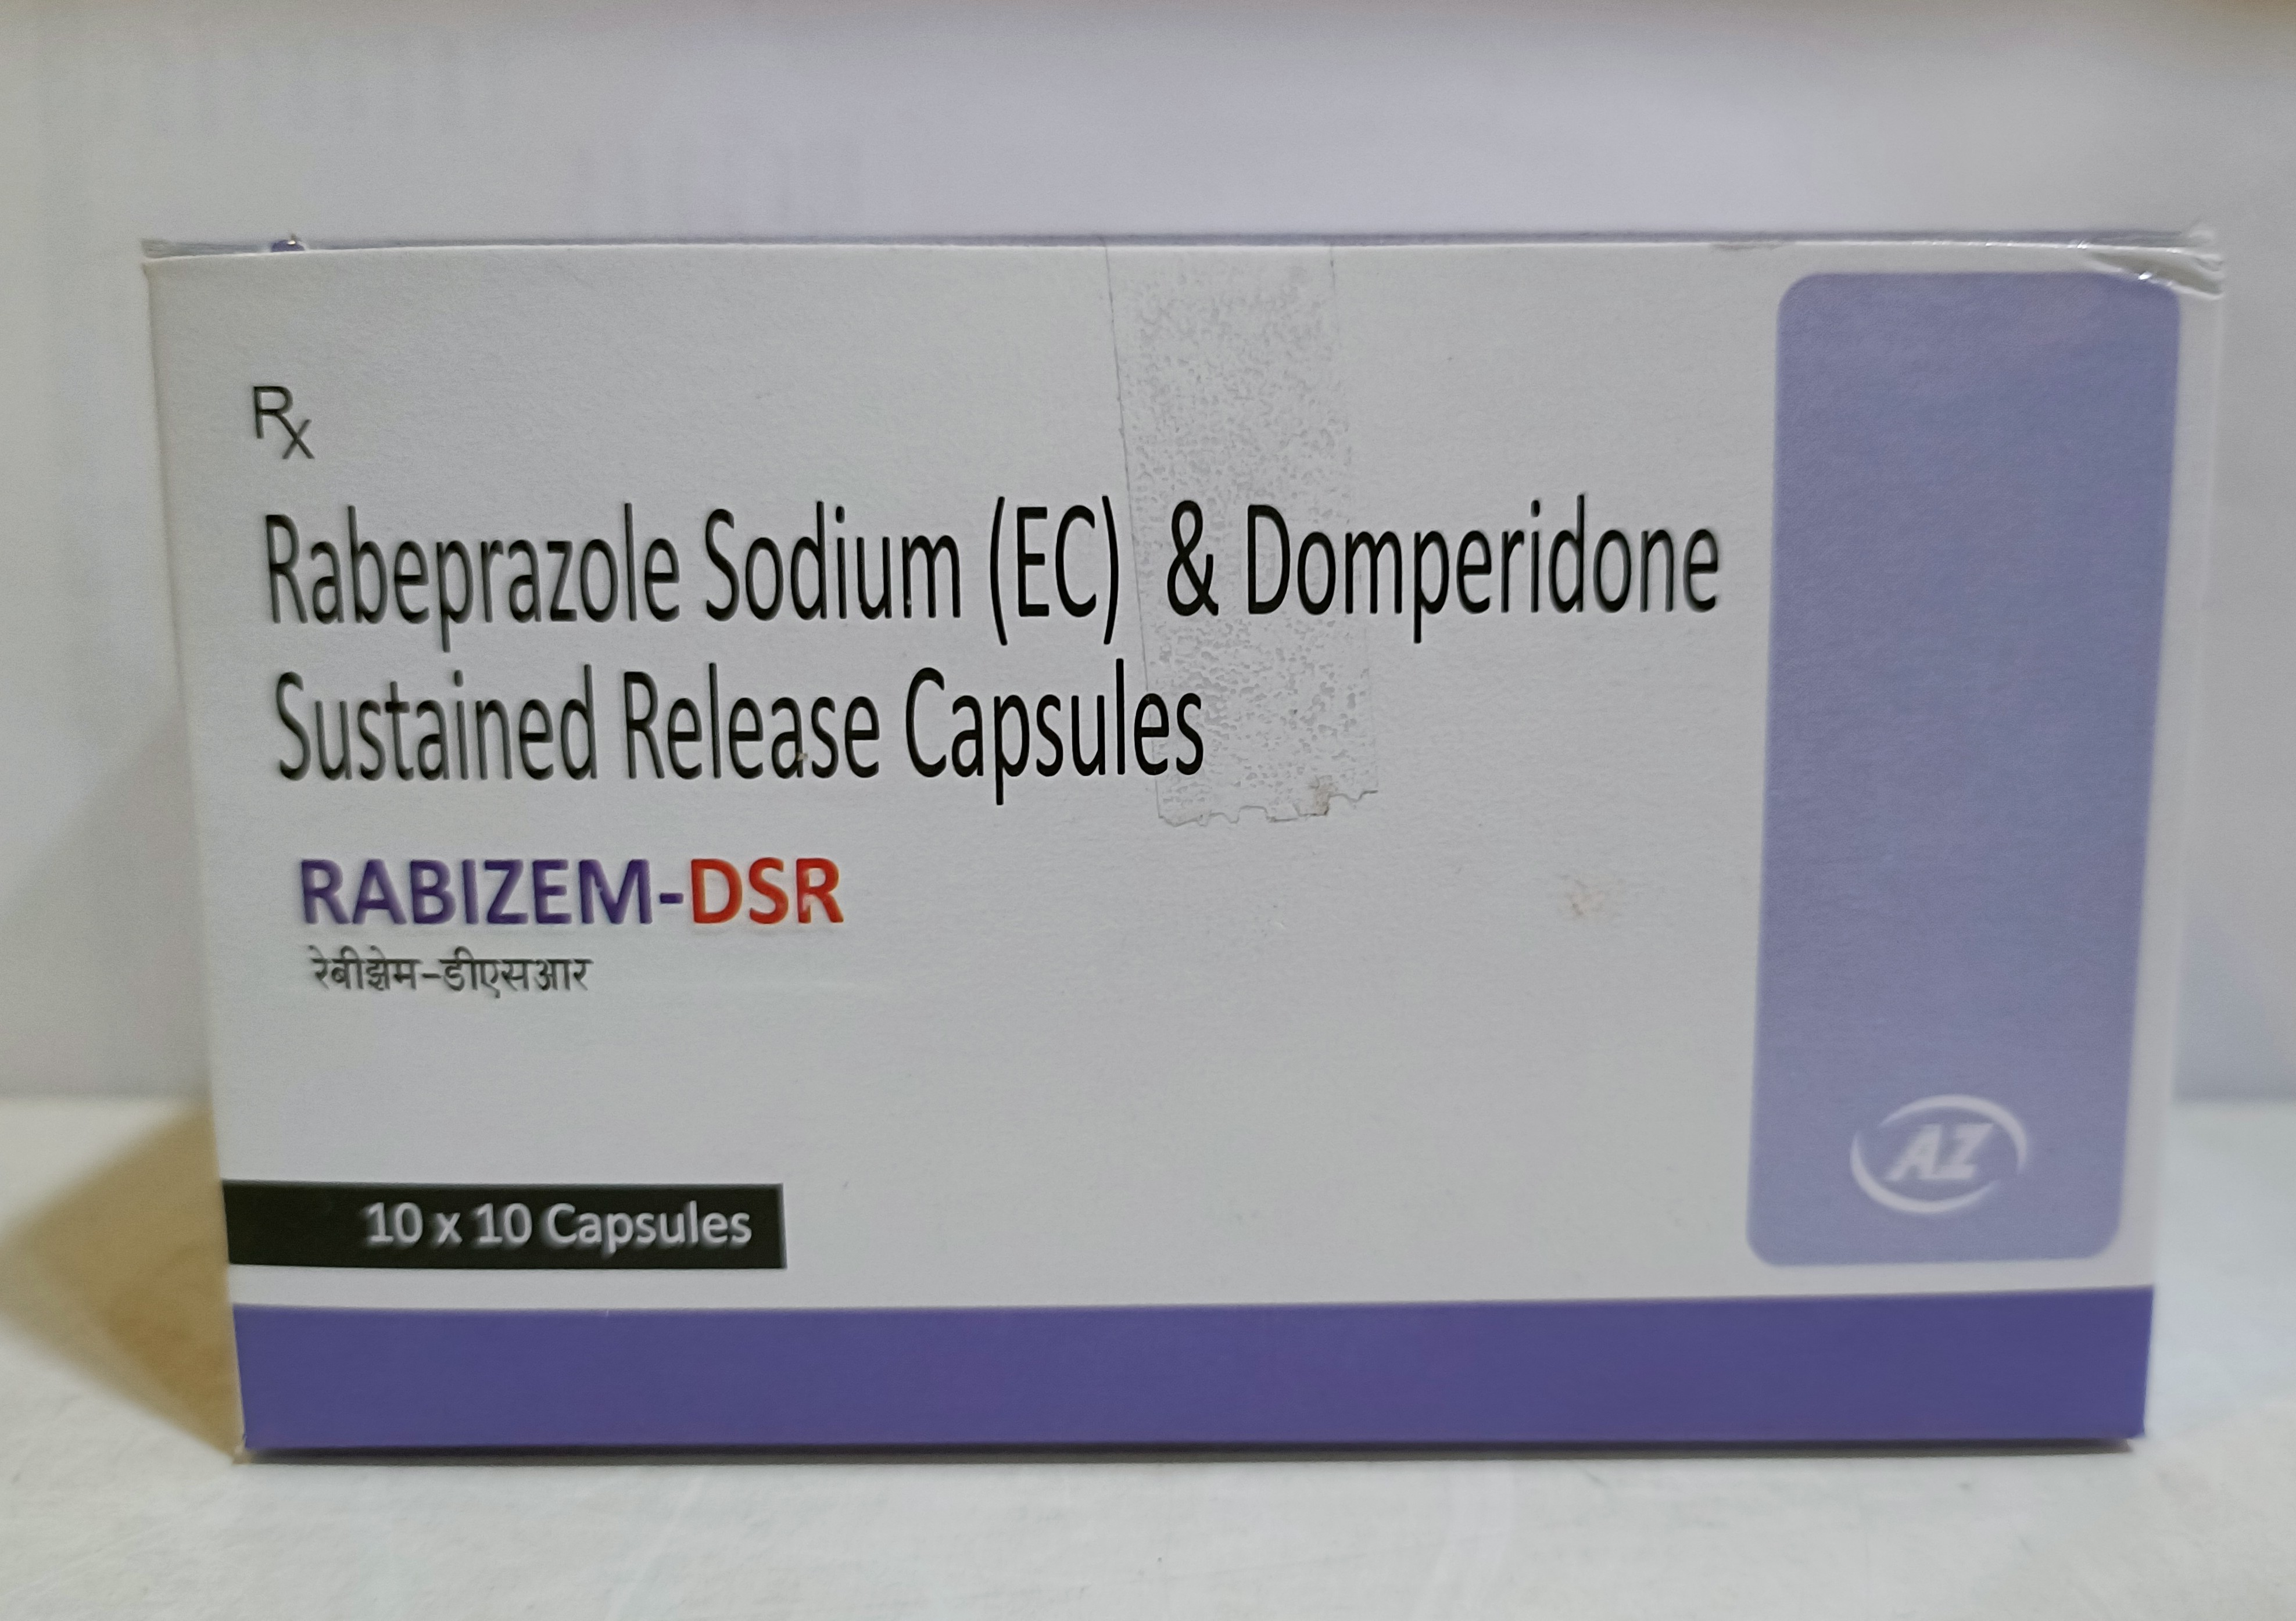 Rx
Rabeprazole Sodium (EC) & Domperidone
Sustained Release Capsules
RABIZEM-DSR
रेबीझेम-डीएसआर
10 x 10 Capsules
AZ